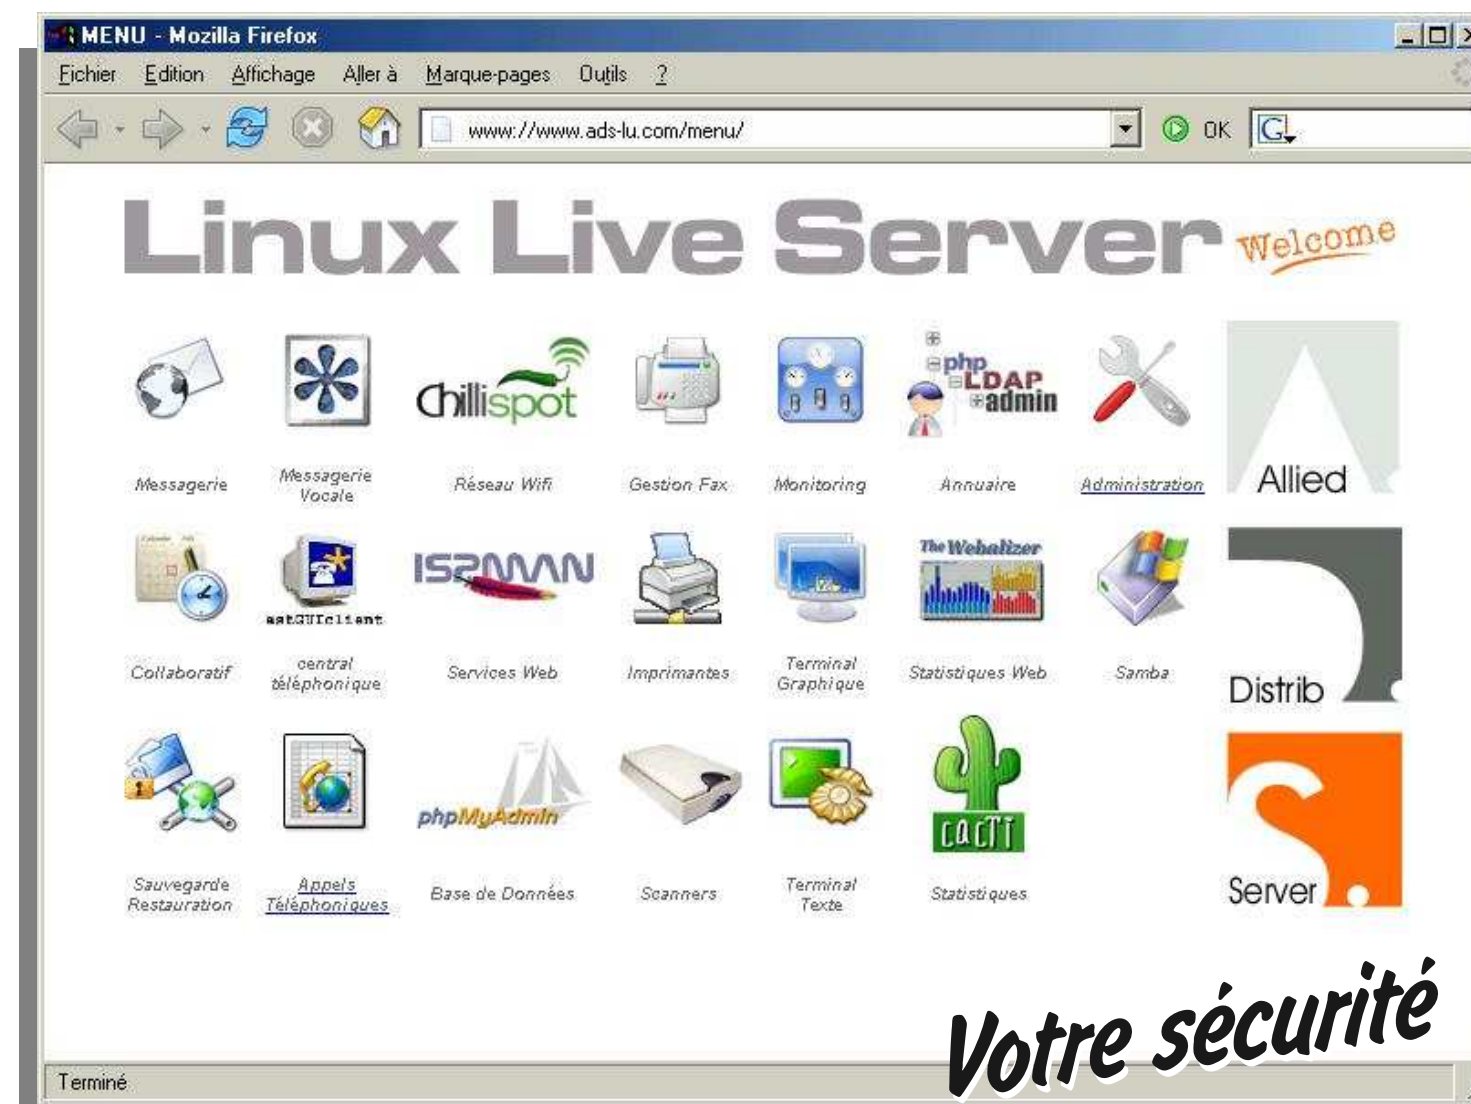 MENU - Mozilla Firefox
Fichier Edition Affichage Aller à Marque-pages Outils ?
www://www.ads-lu.com/menu/ OK G
Linux Live Server Welcome
Chillispot
php
LDAP
admin
Messagerie
Messagerie
Vocale
Réseau Wifi
Gestion Fax
Monitoring
Annuaire
Administration
Allied
astGUIclient
ISPMAN
The Webalizer
Collaboratif
central
téléphonique
Services Web
Imprimantes
Terminal
Graphique
Statistiques Web
Samba
Distrib
phpMyAdmin
cacti
Sauvegarde
Restauration
Appels
Téléphoniques
Base de Données
Scanners
Terminal
Texte
Statistiques
Server
Votre sécurité
Terminé